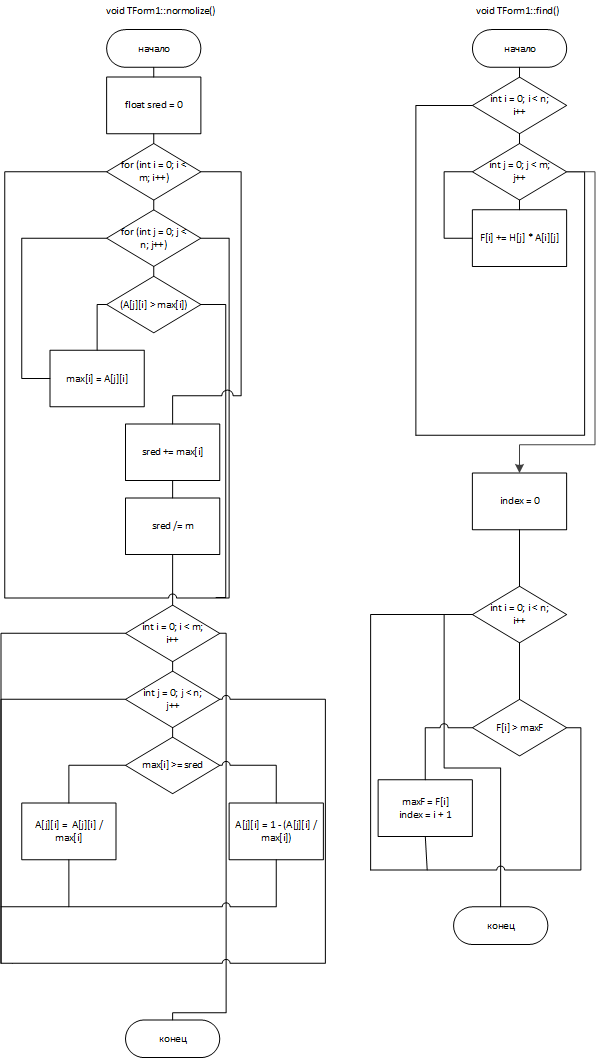 void TForm1::normolize()
начало
float sred = 0
for (int i = 0; i <
m; i++)
for (int j = 0; j <
n; j++)
(A[j][i] > max[i])
max[i] = A[j][i]
sred += max[i]
sred /= m
int i = 0; i < m;
i++
int j = 0; j < n;
j++
max[i] >= sred
A[j][i] = A[j][i] /
max[i]
A[j][i] = 1 - (A[j][i] /
max[i])
конец
void TForm1::find()
начало
int i = 0; i < n;
i++
int j = 0; j < m;
j++
F[i] += H[j] * A[i][j]
index = 0
int i = 0; i < n;
i++
F[i] > maxF
maxF = F[i]
index = i + 1
конец